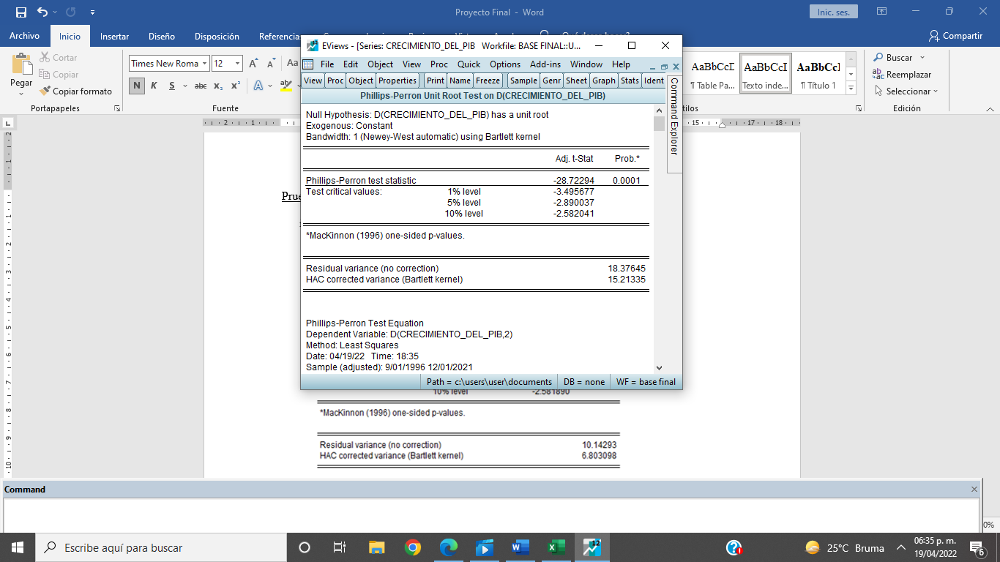 Proyecto Final - Word
Inic. ses.
Archivo Inicio Insertar Diseño Disposición Referencia
Compartir
Pegar
Cortar
Copiar
Copiar formato
Portapapeles
Times New Roma 12
Aa
N K S abc x₂ x²
Fuente
AaBbCcD AaBbCcI AaBbCcI
¶ Table Pa... Texto inde... ¶ Título 1
tilos
Buscar
Reemplazar
Seleccionar
Edición
EViews - [Series: CRECIMIENTO_DEL_PIB Workfile: BASE FINAL::U...
File Edit Object View Proc Quick Options Add-ins Window Help
View Proc Object Properties Print Name Freeze Sample Genr Sheet Graph Stats Ident
Command Explorer
Phillips-Perron Unit Root Test on D(CRECIMIENTO_DEL_PIB)
Null Hypothesis: D(CRECIMIENTO_DEL_PIB) has a unit root
Exogenous: Constant
Bandwidth: 1 (Newey-West automatic) using Bartlett kernel
Adj. t-Stat Prob.*
Phillips-Perron test statistic -28.72294 0.0001
Test critical values: 1% level -3.495677
5% level -2.890037
10% level -2.582041
*MacKinnon (1996) one-sided p-values.
Residual variance (no correction) 18.37645
HAC corrected variance (Bartlett kernel) 15.21335
Phillips-Perron Test Equation
Dependent Variable: D(CRECIMIENTO_DEL_PIB,2)
Method: Least Squares
Date: 04/19/22 Time: 18:35
Sample (adjusted): 9/01/1996 12/01/2021
Path = c:\users\user\documents DB = none WF = base final
Prue
10% level -2.581890
*MacKinnon (1996) one-sided p-values.
Residual variance (no correction) 10.14293
HAC corrected variance (Bartlett kernel) 6.803098
Command
0%
Escribe aquí para buscar
25°C Bruma
06:35 p. m.
19/04/2022
6